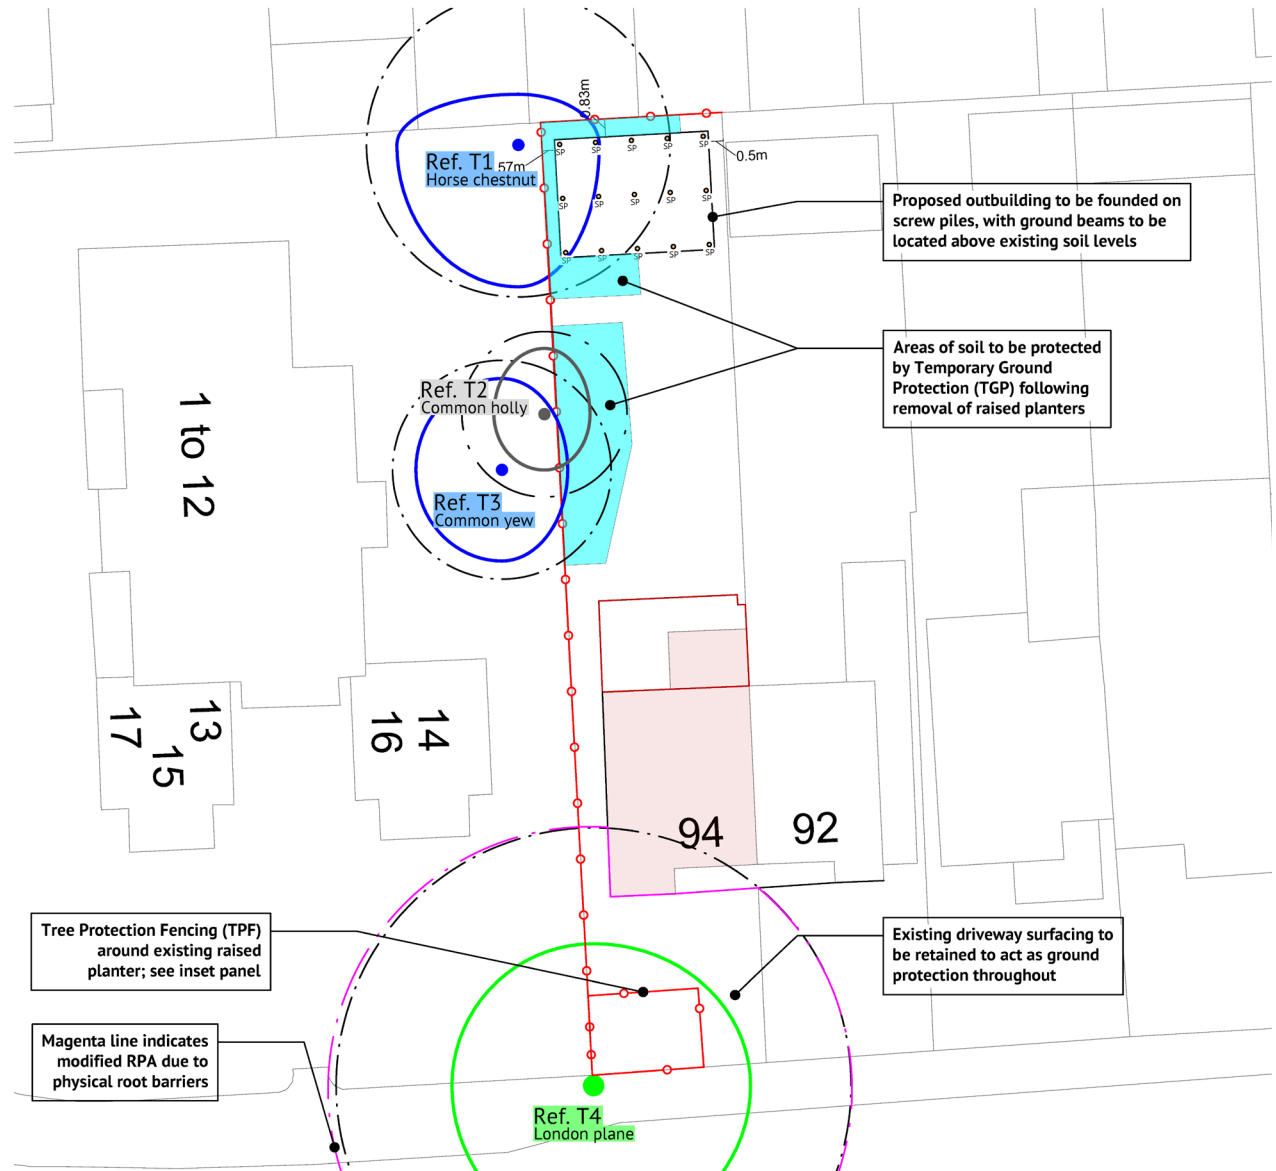 0.83m
Ref. T1
Horse chestnut
57m
0.5m
SP SP SP SP SP
SP SP SP SP SP
SP SP SP SP SP
Proposed outbuilding to be founded on
screw piles, with ground beams to be
located above existing soil levels
Areas of soil to be protected
by Temporary Ground
Protection (TGP) following
removal of raised planters
Ref. T2
Common holly
1 to 12
Ref. T3
Common yew
17
15
13
16
14
94
92
Tree Protection Fencing (TPF)
around existing raised
planter; see inset panel
Existing driveway surfacing to
be retained to act as ground
protection throughout
Magenta line indicates
modified RPA due to
physical root barriers
Ref. T4
London plane